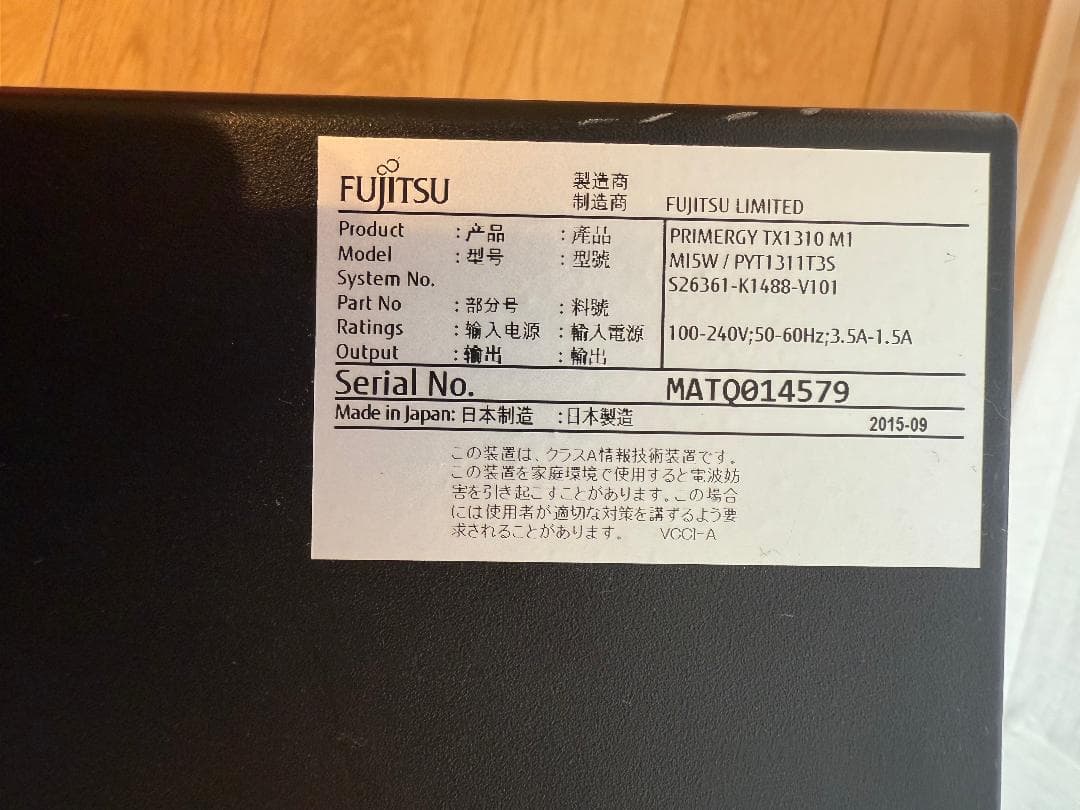 FUJITSU 製造商
制造商 FUJITSU LIMITED
Product :产品 :產品 PRIMERGY TX1310 M1
Model :型号 :型號 MI5W / PYT1311T3S
System No. S26361-K1488-V101
Part No :部分号 :料號
Ratings :输入电源 :輸入電源 100-240V;50-60Hz;3.5A-1.5A
Output :输出 :輸出
Serial No. MATQ014579
Made in Japan: 日本制造 :日本製造 2015-09
この装置は、クラスA情報技術装置です。
この装置を家庭環境で使用すると電波妨
害を引き起こすことがあります。この場合
には使用者が適切な対策を講ずるよう要
求されることがあります。 VCCI-A